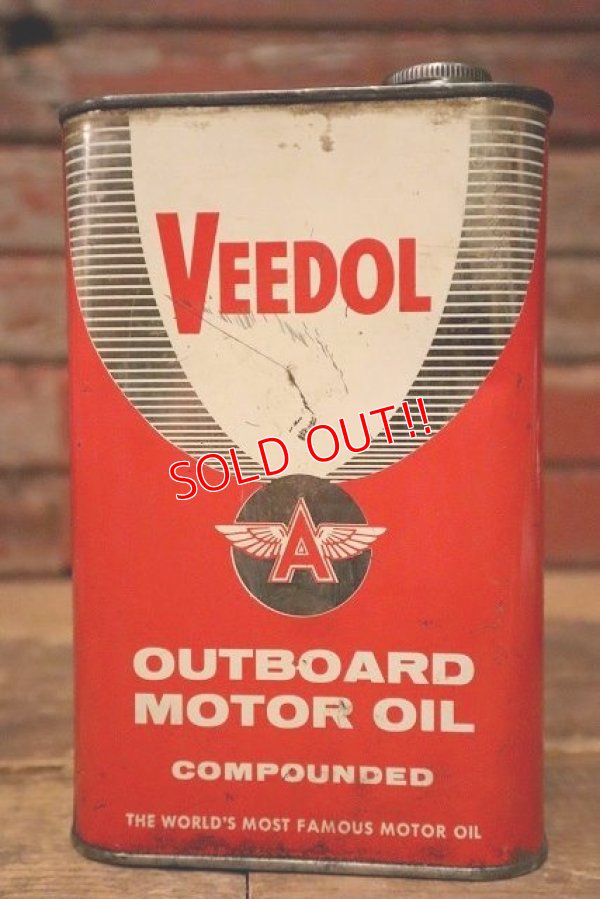 VEEDOL
SOLD OUT!!
A
OUTBOARD
MOTOR OIL
COMPOUNDED
THE WORLD'S MOST FAMOUS MOTOR OIL